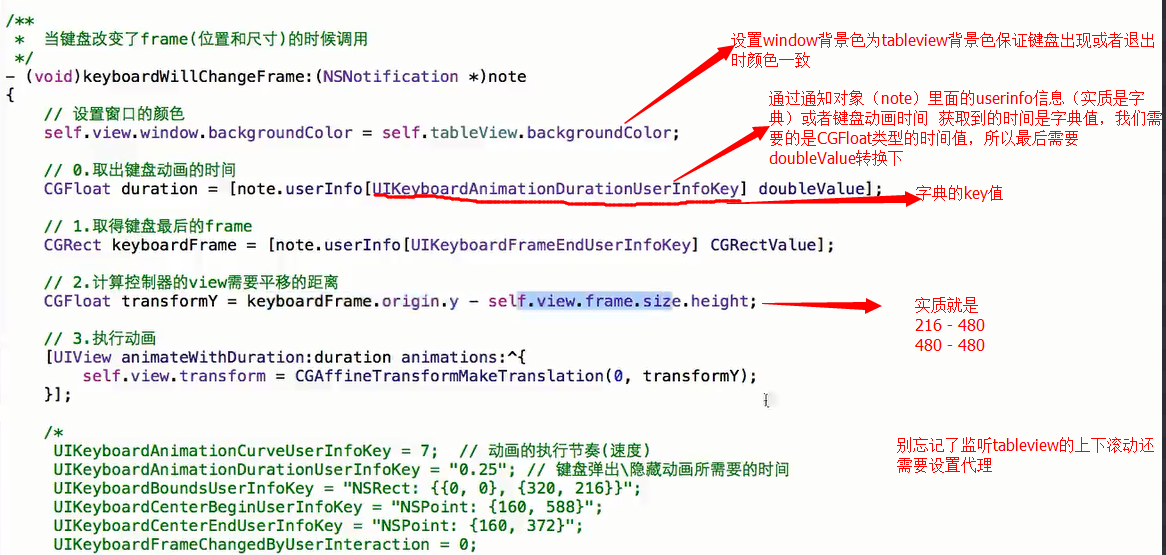 /**
 *  当键盘改变了frame(位置和尺寸)的时候调用
 */
- (void)keyboardWillChangeFrame:(NSNotification *)note
{
// 设置窗口的颜色
self.view.window.backgroundColor = self.tableView.backgroundColor;
// 0.取出键盘动画的时间
CGFloat duration = [note.userInfo[UIKeyboardAnimationDurationUserInfoKey] doubleValue];
// 1.取得键盘最后的frame
CGRect keyboardFrame = [note.userInfo[UIKeyboardFrameEndUserInfoKey] CGRectValue];
// 2.计算控制器的view需要平移的距离
CGFloat transformY = keyboardFrame.origin.y - self.view.frame.size.height;
// 3.执行动画
[UIView animateWithDuration:duration animations:^{
self.view.transform = CGAffineTransformMakeTranslation(0, transformY);
}];
/*
UIKeyboardAnimationCurveUserInfoKey = 7;  // 动画的执行节奏(速度)
UIKeyboardAnimationDurationUserInfoKey = "0.25"; // 键盘弹出\隐藏动画所需要的时间
UIKeyboardBoundsUserInfoKey = "NSRect: {{0, 0}, {320, 216}}";
UIKeyboardCenterBeginUserInfoKey = "NSPoint: {160, 588}";
UIKeyboardCenterEndUserInfoKey = "NSPoint: {160, 372}";
UIKeyboardFrameChangedByUserInteraction = 0;
设置window背景色为tableview背景色保证键盘出现或者退出
时颜色一致
通过通知对象（note）里面的userinfo信息（实质是字
典）或者键盘动画时间  获取到的时间是字典值，我们需
要的是CGFloat类型的时间值，所以最后需要
doubleValue转换下
字典的key值
实质就是
216 - 480
480 - 480
别忘记了监听tableview的上下滚动还
需要设置代理